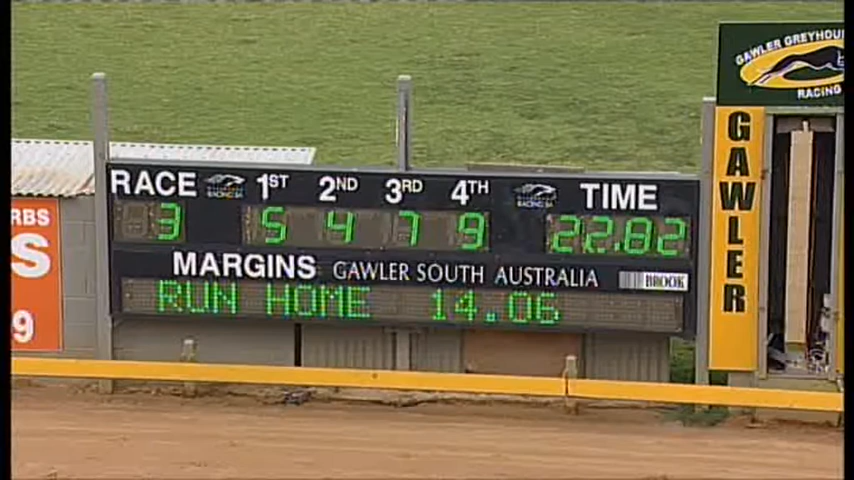 GAWLER GREYHOU
RACING
RACE 1ST 2ND 3RD 4TH TIME
3 5 4 7 9 22.82
MARGINS GAWLER SOUTH AUSTRALIA BROOK
RUN HOME 14.06
GAWLER
RBS
S
9